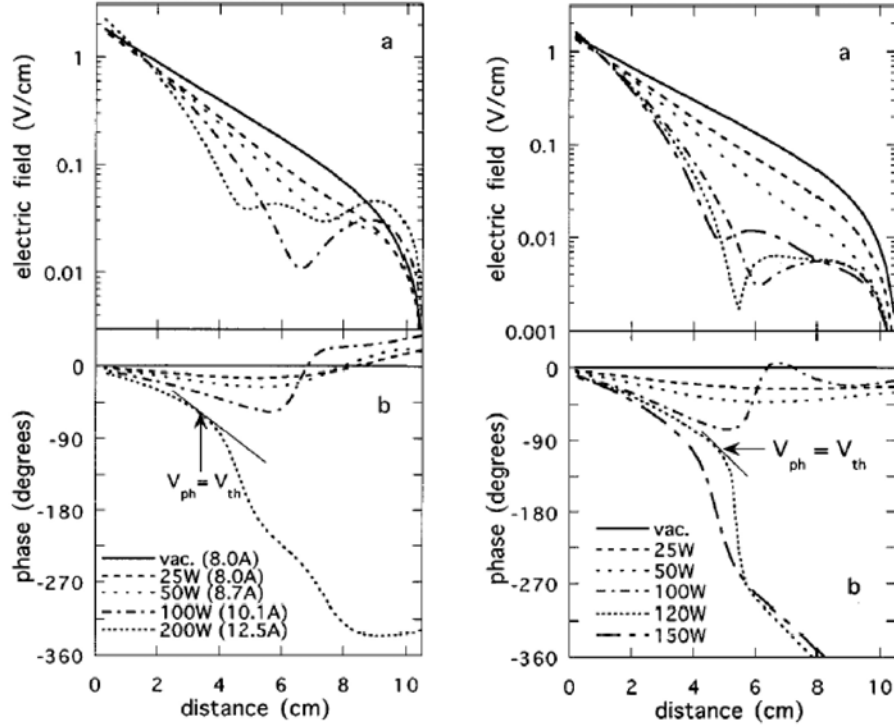 a
electric field (V/cm)
1
0.1
0.01
b
phase (degrees)
0
-90
-180
-270
-360
V_ph = V_th
vac. (8.0A)
25W (8.0A)
50W (8.7A)
100W (10.1A)
200W (12.5A)
0 2 4 6 8 10
distance (cm)
a
electric field (V/cm)
1
0.1
0.01
0.001
phase (degrees)
0
-90
-180
-270
-360
V_ph = V_th
vac.
25W
50W
100W
120W
150W
b
0 2 4 6 8 10
distance (cm)